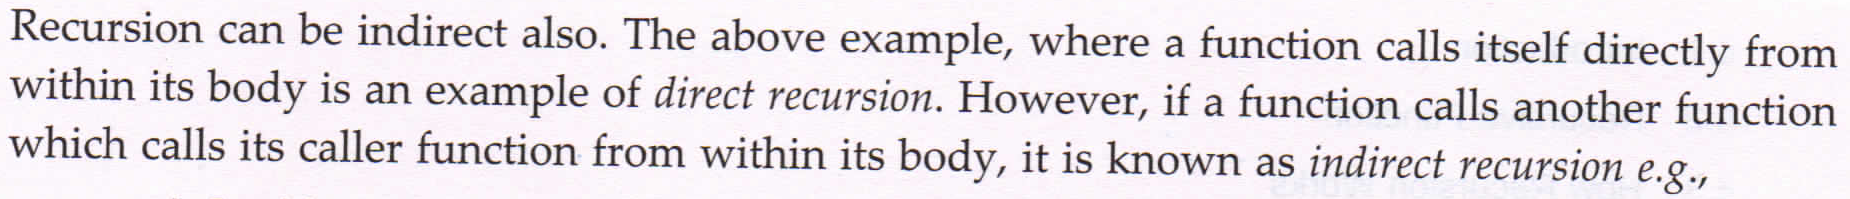 Recursion can be indirect also. The above example, where a function calls itself directly from
within its body is an example of direct recursion. However, if a function calls another function
which calls its caller function from within its body, it is known as indirect recursion e.g.,